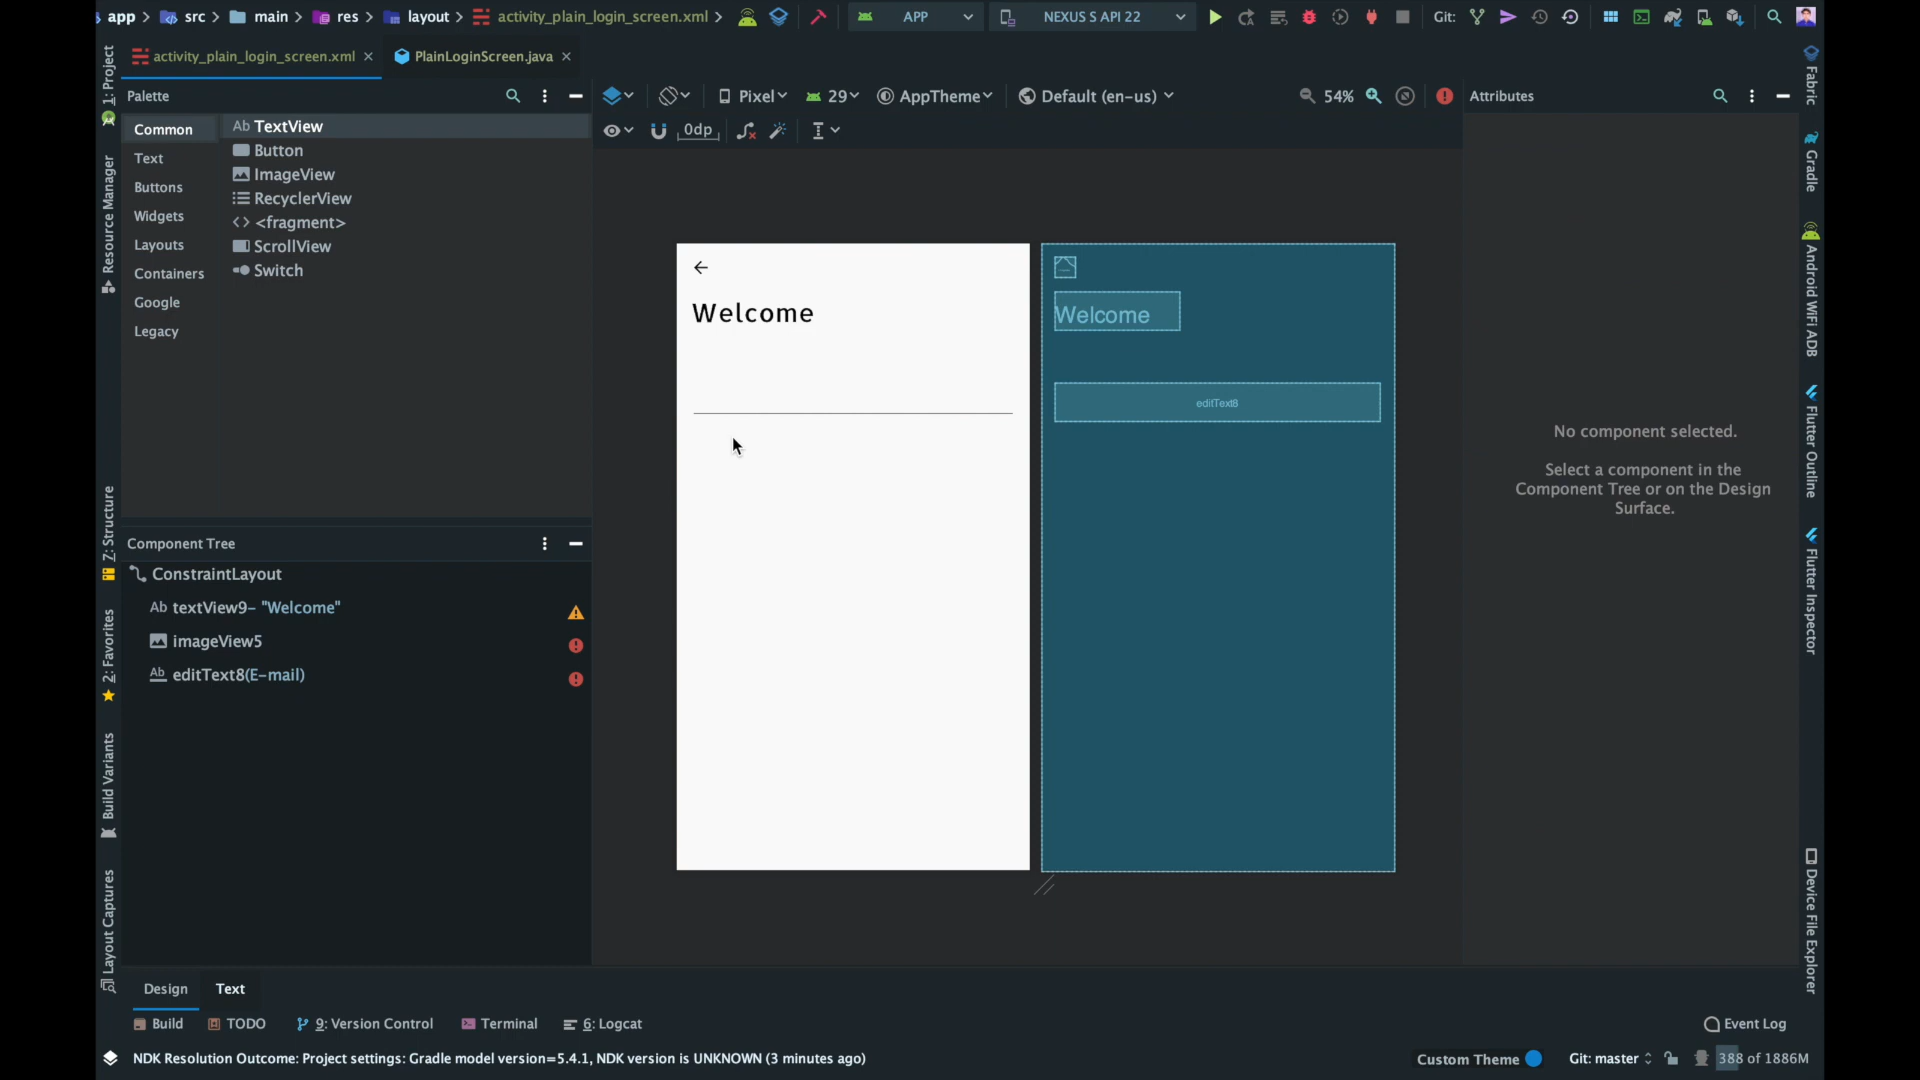 app
src
main
res
layout
activity_plain_login_screen.xml
APP
NEXUS S API 22
Git:
activity_plain_login_screen.xml
PlainLoginScreen.java
Palette
Pixel
29
AppTheme
Default (en-us)
54%
Attributes
Common
Text
Buttons
Widgets
Layouts
Containers
Google
Legacy
Ab TextView
Button
ImageView
RecyclerView
<> <fragment>
ScrollView
Switch
0dp
Welcome
Welcome
editText8
No component selected.
Select a component in the
Component Tree or on the Design
Surface.
Component Tree
ConstraintLayout
Ab textView9- "Welcome"
imageView5
Ab editText8(E-mail)
1: Project
Resource Manager
Z: Structure
2: Favorites
Build Variants
Layout Captures
Fabric
Gradle
Android WiFi ADB
Flutter Outline
Flutter Inspector
Device File Explorer
Design
Text
Build
TODO
9: Version Control
Terminal
6: Logcat
Event Log
NDK Resolution Outcome: Project settings: Gradle model version=5.4.1, NDK version is UNKNOWN (3 minutes ago)
Custom Theme
Git: master
388 of 1886M